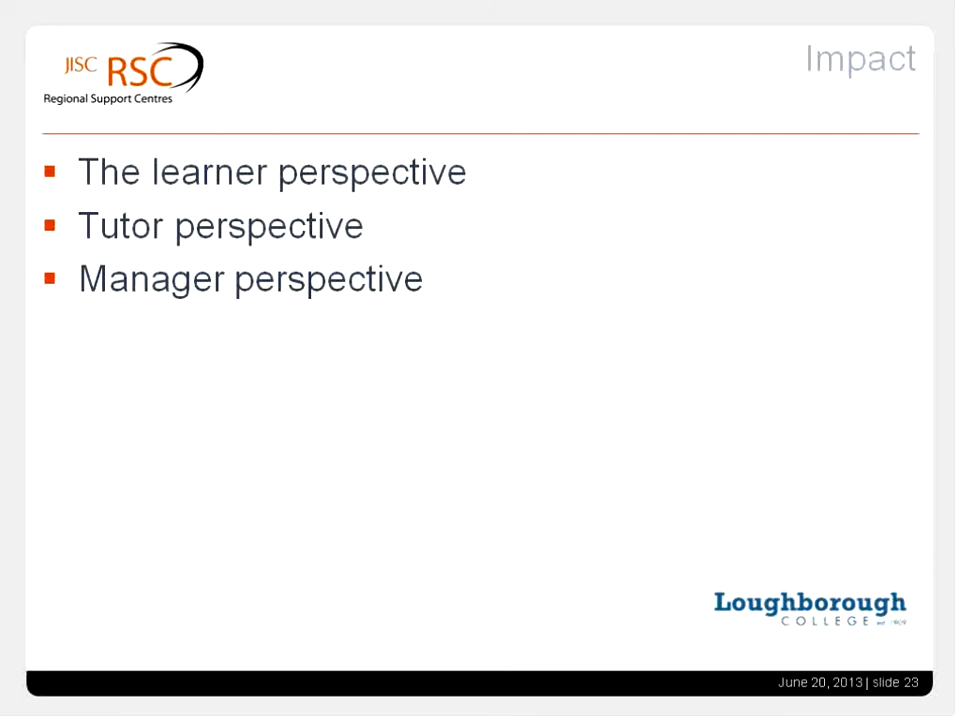 JISC RSC
Regional Support Centres
Impact
The learner perspective
Tutor perspective
Manager perspective
Loughborough
COLLEGE
June 20, 2013 | slide 23